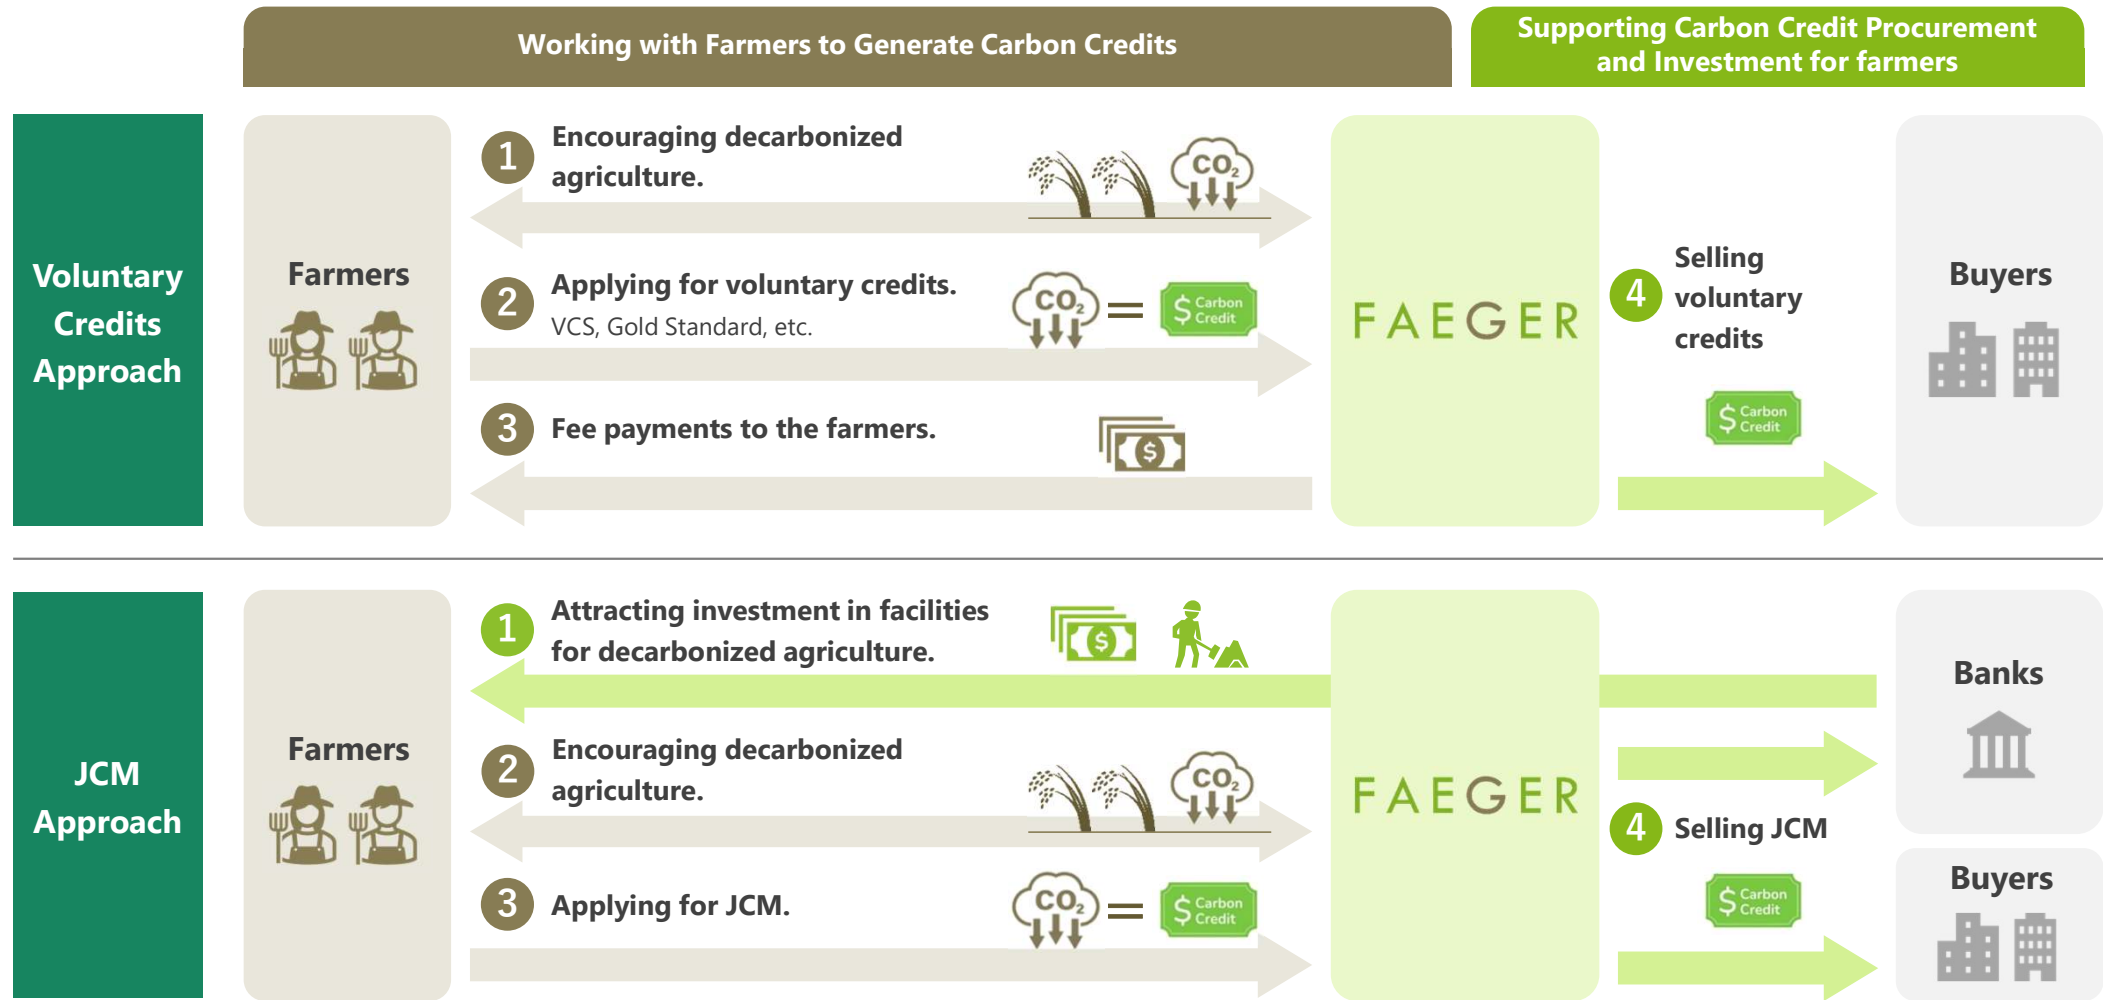 Working with Farmers to Generate Carbon Credits
Supporting Carbon Credit Procurement
and Investment for farmers
Voluntary
Credits
Approach
Farmers
1
Encouraging decarbonized
agriculture.
CO₂
2
Applying for voluntary credits.
VCS, Gold Standard, etc.
CO₂
=
$ Carbon
Credit
3
Fee payments to the farmers.
$
FAEGER
4
Selling
voluntary
credits
$ Carbon
Credit
Buyers
JCM
Approach
Farmers
1
Attracting investment in facilities
for decarbonized agriculture.
$
2
Encouraging decarbonized
agriculture.
CO₂
3
Applying for JCM.
CO₂
=
$ Carbon
Credit
FAEGER
4
Selling JCM
$ Carbon
Credit
Banks
Buyers